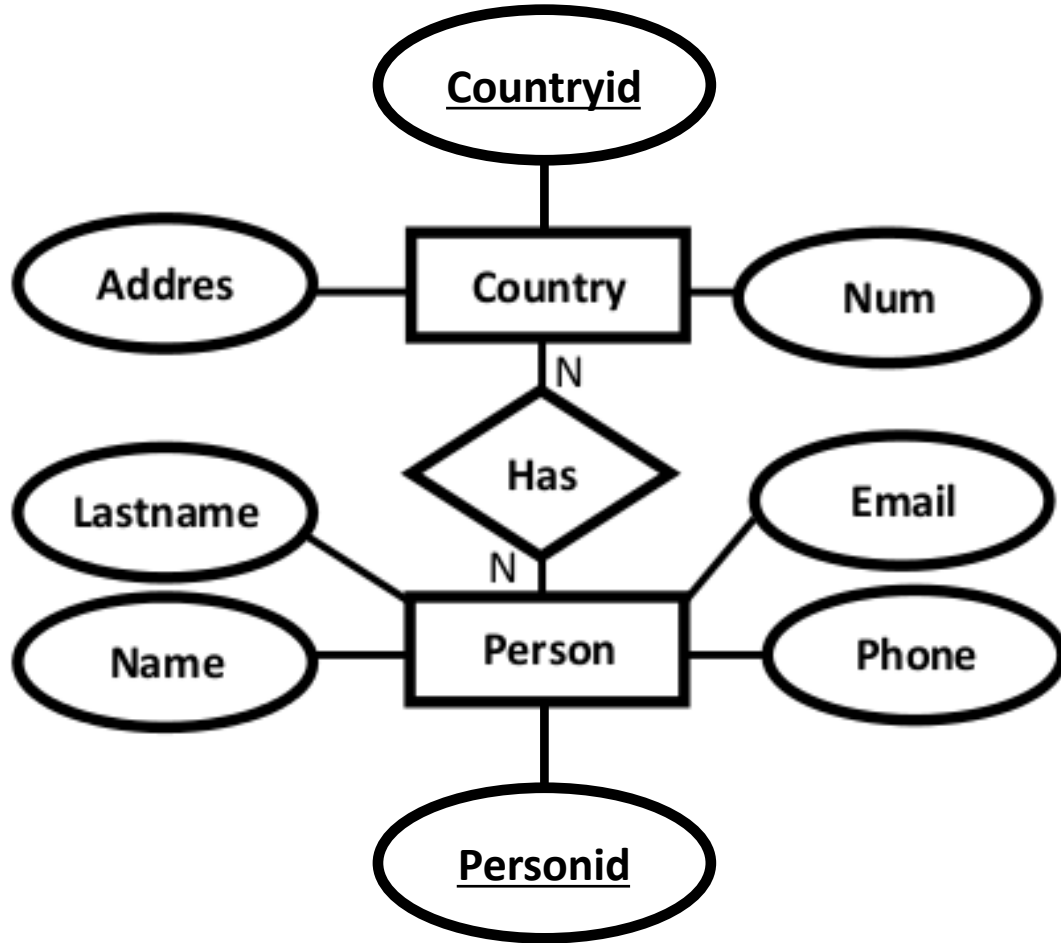 Countryid
Addres
Country
Num
N
Has
Lastname
Email
N
Name
Person
Phone
Personid